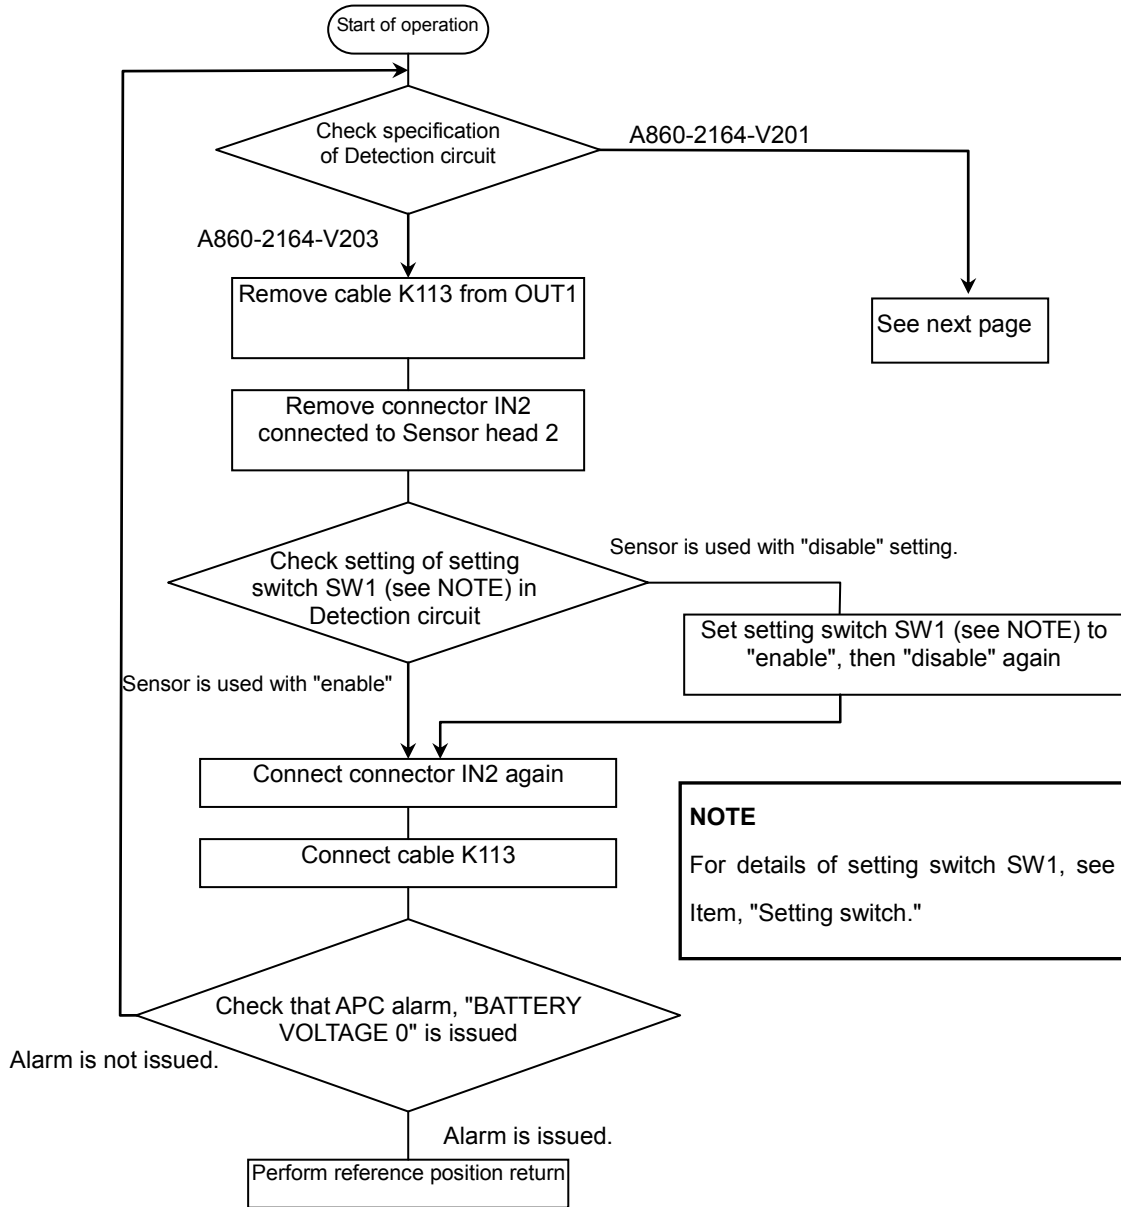 Start of operation
Check specification
of Detection circuit
A860-2164-V201
A860-2164-V203
Remove cable K113 from OUT1
See next page
Remove connector IN2
connected to Sensor head 2
Check setting of setting
switch SW1 (see NOTE) in
Detection circuit
Sensor is used with "disable" setting.
Set setting switch SW1 (see NOTE) to
"enable", then "disable" again
Sensor is used with "enable"
Connect connector IN2 again
Connect cable K113
NOTE
For details of setting switch SW1, see
Item, "Setting switch."
Check that APC alarm, "BATTERY
VOLTAGE 0" is issued
Alarm is not issued.
Alarm is issued.
Perform reference position return